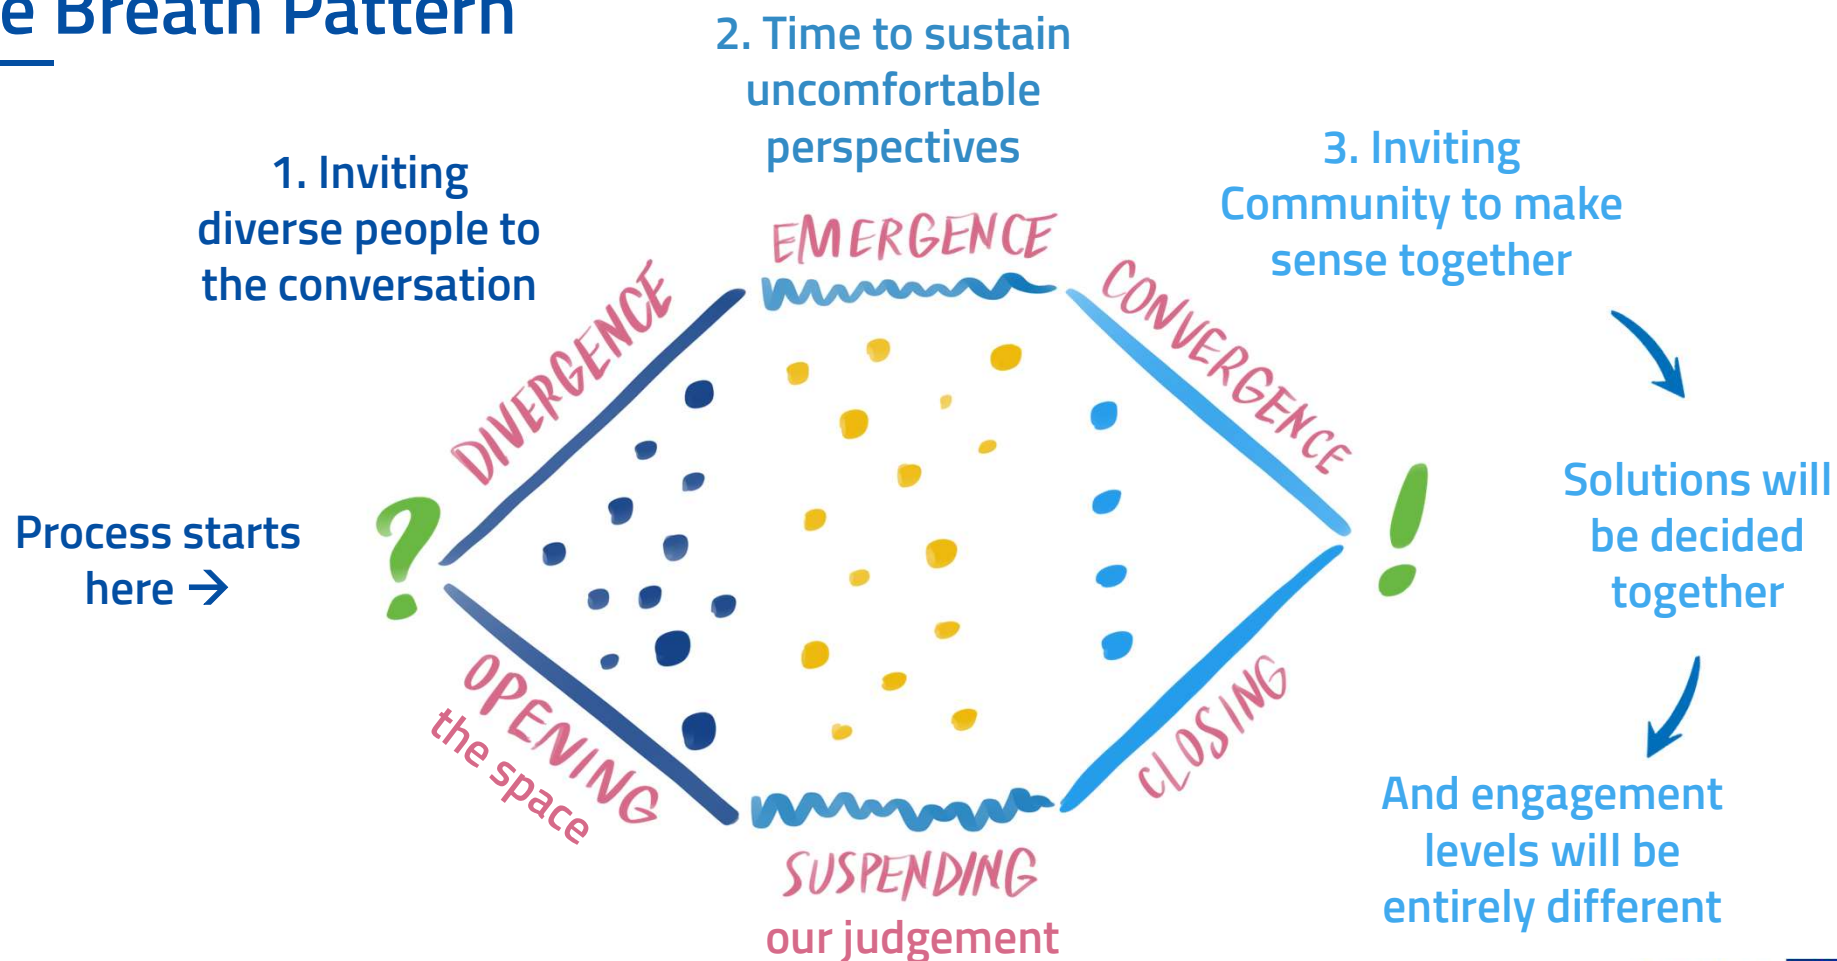 e Breath Pattern
2. Time to sustain
uncomfortable
perspectives
1. Inviting
diverse people to
the conversation
3. Inviting
Community to make
sense together
EMERGENCE
DIVERGENCE
CONVERGENCE
Process starts
here →
?
!
Solutions will
be decided
together
OPENING
the space
CLOSING
SUSPENDING
our judgement
And engagement
levels will be
entirely different